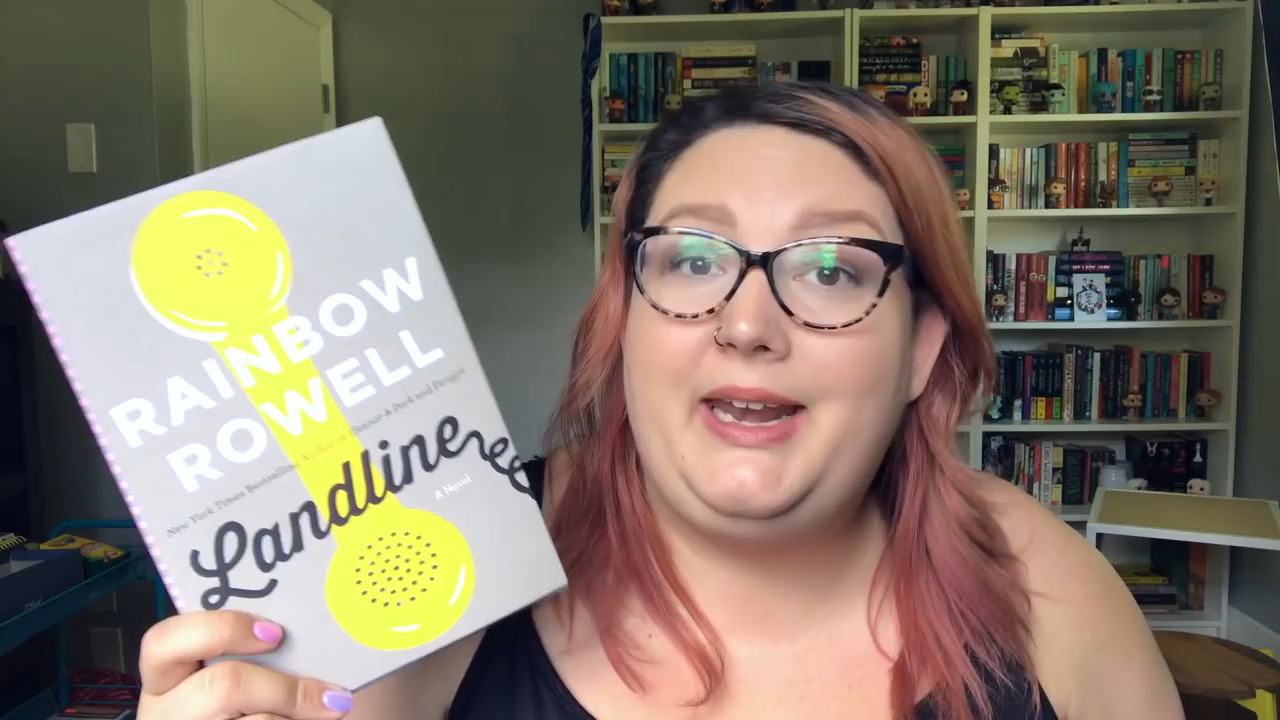 RAINBOW
ROWELL
New York Times Bestselling Author of Eleanor & Park and Fangirl
Landline
A Novel